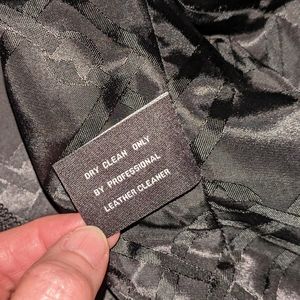 DRY CLEAN ONLY
BY PROFESSIONAL
LEATHER CLEANER